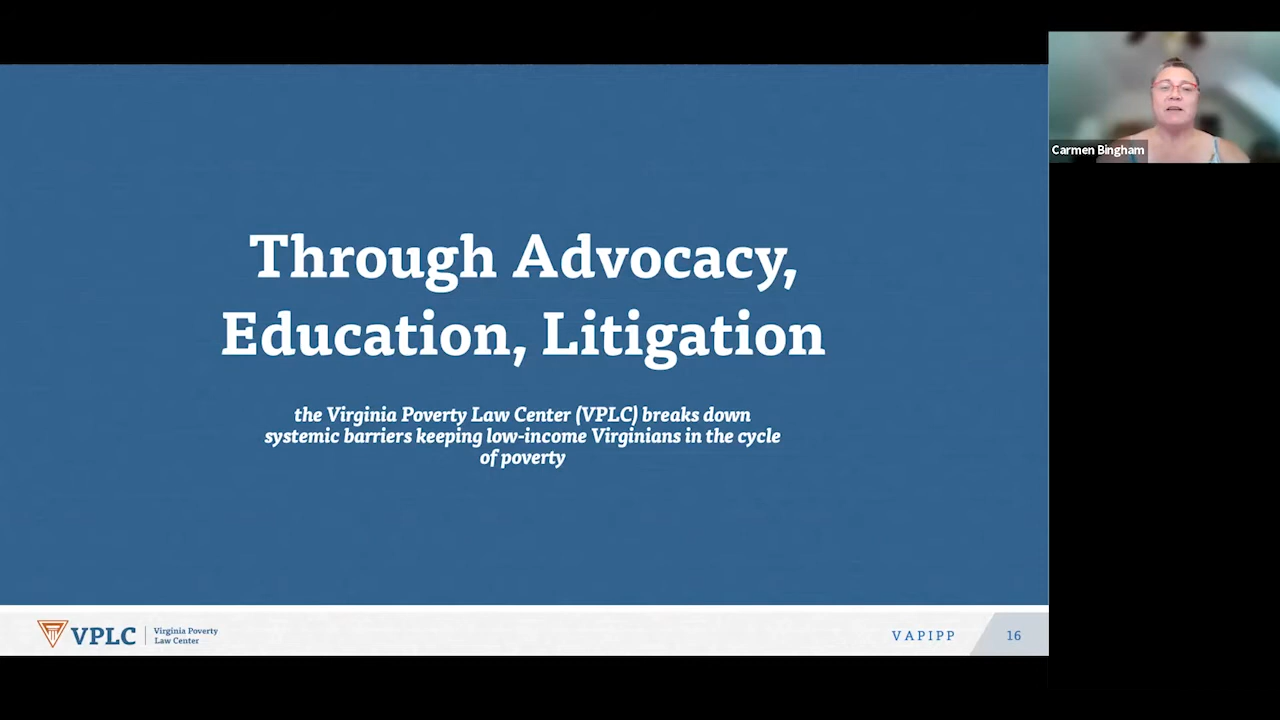 Through Advocacy,
Education, Litigation
the Virginia Poverty Law Center (VPLC) breaks down
systemic barriers keeping low-income Virginians in the cycle
of poverty
VPLC
Virginia Poverty
Law Center
VAPIPP
16
Carmen Bingham